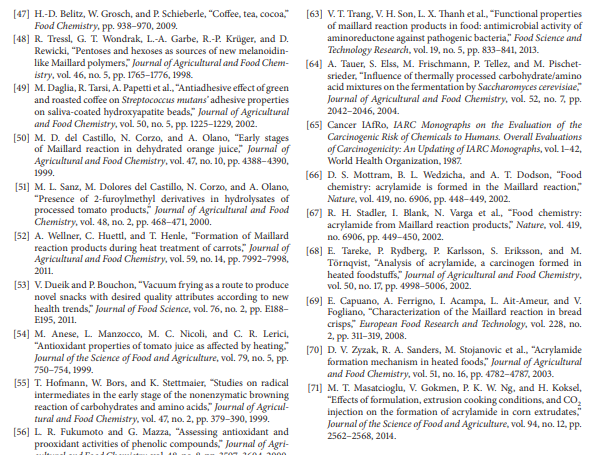 [47] H.-D. Belitz, W. Grosch, and P. Schieberle, “Coffee, tea, cocoa,”
Food Chemistry, pp. 938–970, 2009.
[48] R. Tressl, G. T. Wondrak, L.-A. Garbe, R.-P. Krüger, and D.
Rewicki, “Pentoses and hexoses as sources of new melanoidin-
like Maillard polymers,” Journal of Agricultural and Food Chem-
istry, vol. 46, no. 5, pp. 1765–1776, 1998.
[49] M. Daglia, R. Tarsi, A. Papetti et al., “Antiadhesive effect of green
and roasted coffee on Streptococcus mutans’ adhesive properties
on saliva-coated hydroxyapatite beads,” Journal of Agricultural
and Food Chemistry, vol. 50, no. 5, pp. 1225–1229, 2002.
[50] M. D. del Castillo, N. Corzo, and A. Olano, “Early stages
of Maillard reaction in dehydrated orange juice,” Journal of
Agricultural and Food Chemistry, vol. 47, no. 10, pp. 4388–4390,
1999.
[51] M. L. Sanz, M. Dolores del Castillo, N. Corzo, and A. Olano,
“Presence of 2-furoylmethyl derivatives in hydrolysates of
processed tomato products,” Journal of Agricultural and Food
Chemistry, vol. 48, no. 2, pp. 468–471, 2000.
[52] A. Wellner, C. Huettl, and T. Henle, “Formation of Maillard
reaction products during heat treatment of carrots,” Journal of
Agricultural and Food Chemistry, vol. 59, no. 14, pp. 7992–7998,
2011.
[53] V. Dueik and P. Bouchon, “Vacuum frying as a route to produce
novel snacks with desired quality attributes according to new
health trends,” Journal of Food Science, vol. 76, no. 2, pp. E188–
E195, 2011.
[54] M. Anese, L. Manzocco, M. C. Nicoli, and C. R. Lerici,
“Antioxidant properties of tomato juice as affected by heating,”
Journal of the Science of Food and Agriculture, vol. 79, no. 5, pp.
750–754, 1999.
[55] T. Hofmann, W. Bors, and K. Stettmaier, “Studies on radical
intermediates in the early stage of the nonenzymatic browning
reaction of carbohydrates and amino acids,” Journal of Agricul-
tural and Food Chemistry, vol. 47, no. 2, pp. 379–390, 1999.
[56] L. R. Fukumoto and G. Mazza, “Assessing antioxidant and
prooxidant activities of phenolic compounds,” Journal of Agri-
[63] V. T. Trang, V. H. Son, L. X. Thanh et al., “Functional properties
of maillard reaction products in food: antimicrobial activity of
aminoreductone against pathogenic bacteria,” Food Science and
Technology Research, vol. 19, no. 5, pp. 833–841, 2013.
[64] A. Tauer, S. Elss, M. Frischmann, P. Tellez, and M. Pischet-
srieder, “Influence of thermally processed carbohydrate/amino
acid mixtures on the fermentation by Saccharomyces cerevisiae,”
Journal of Agricultural and Food Chemistry, vol. 52, no. 7, pp.
2042–2046, 2004.
[65] Cancer IAfRo, IARC Monographs on the Evaluation of the
Carcinogenic Risk of Chemicals to Humans. Overall Evaluations
of Carcinogenicity: An Updating of IARC Monographs, vol. 1–42,
World Health Organization, 1987.
[66] D. S. Mottram, B. L. Wedzicha, and A. T. Dodson, “Food
chemistry: acrylamide is formed in the Maillard reaction,”
Nature, vol. 419, no. 6906, pp. 448–449, 2002.
[67] R. H. Stadler, I. Blank, N. Varga et al., “Food chemistry:
acrylamide from Maillard reaction products,” Nature, vol. 419,
no. 6906, pp. 449–450, 2002.
[68] E. Tareke, P. Rydberg, P. Karlsson, S. Eriksson, and M.
Törnqvist, “Analysis of acrylamide, a carcinogen formed in
heated foodstuffs,” Journal of Agricultural and Food Chemistry,
vol. 50, no. 17, pp. 4998–5006, 2002.
[69] E. Capuano, A. Ferrigno, I. Acampa, L. Ait-Ameur, and V.
Fogliano, “Characterization of the Maillard reaction in bread
crisps,” European Food Research and Technology, vol. 228, no.
2, pp. 311–319, 2008.
[70] D. V. Zyzak, R. A. Sanders, M. Stojanovic et al., “Acrylamide
formation mechanism in heated foods,” Journal of Agricultural
and Food Chemistry, vol. 51, no. 16, pp. 4782–4787, 2003.
[71] M. T. Masatcioglu, V. Gokmen, P. K. W. Ng, and H. Koksel,
“Effects of formulation, extrusion cooking conditions, and CO₂
injection on the formation of acrylamide in corn extrudates,”
Journal of the Science of Food and Agriculture, vol. 94, no. 12, pp.
2562–2568, 2014.